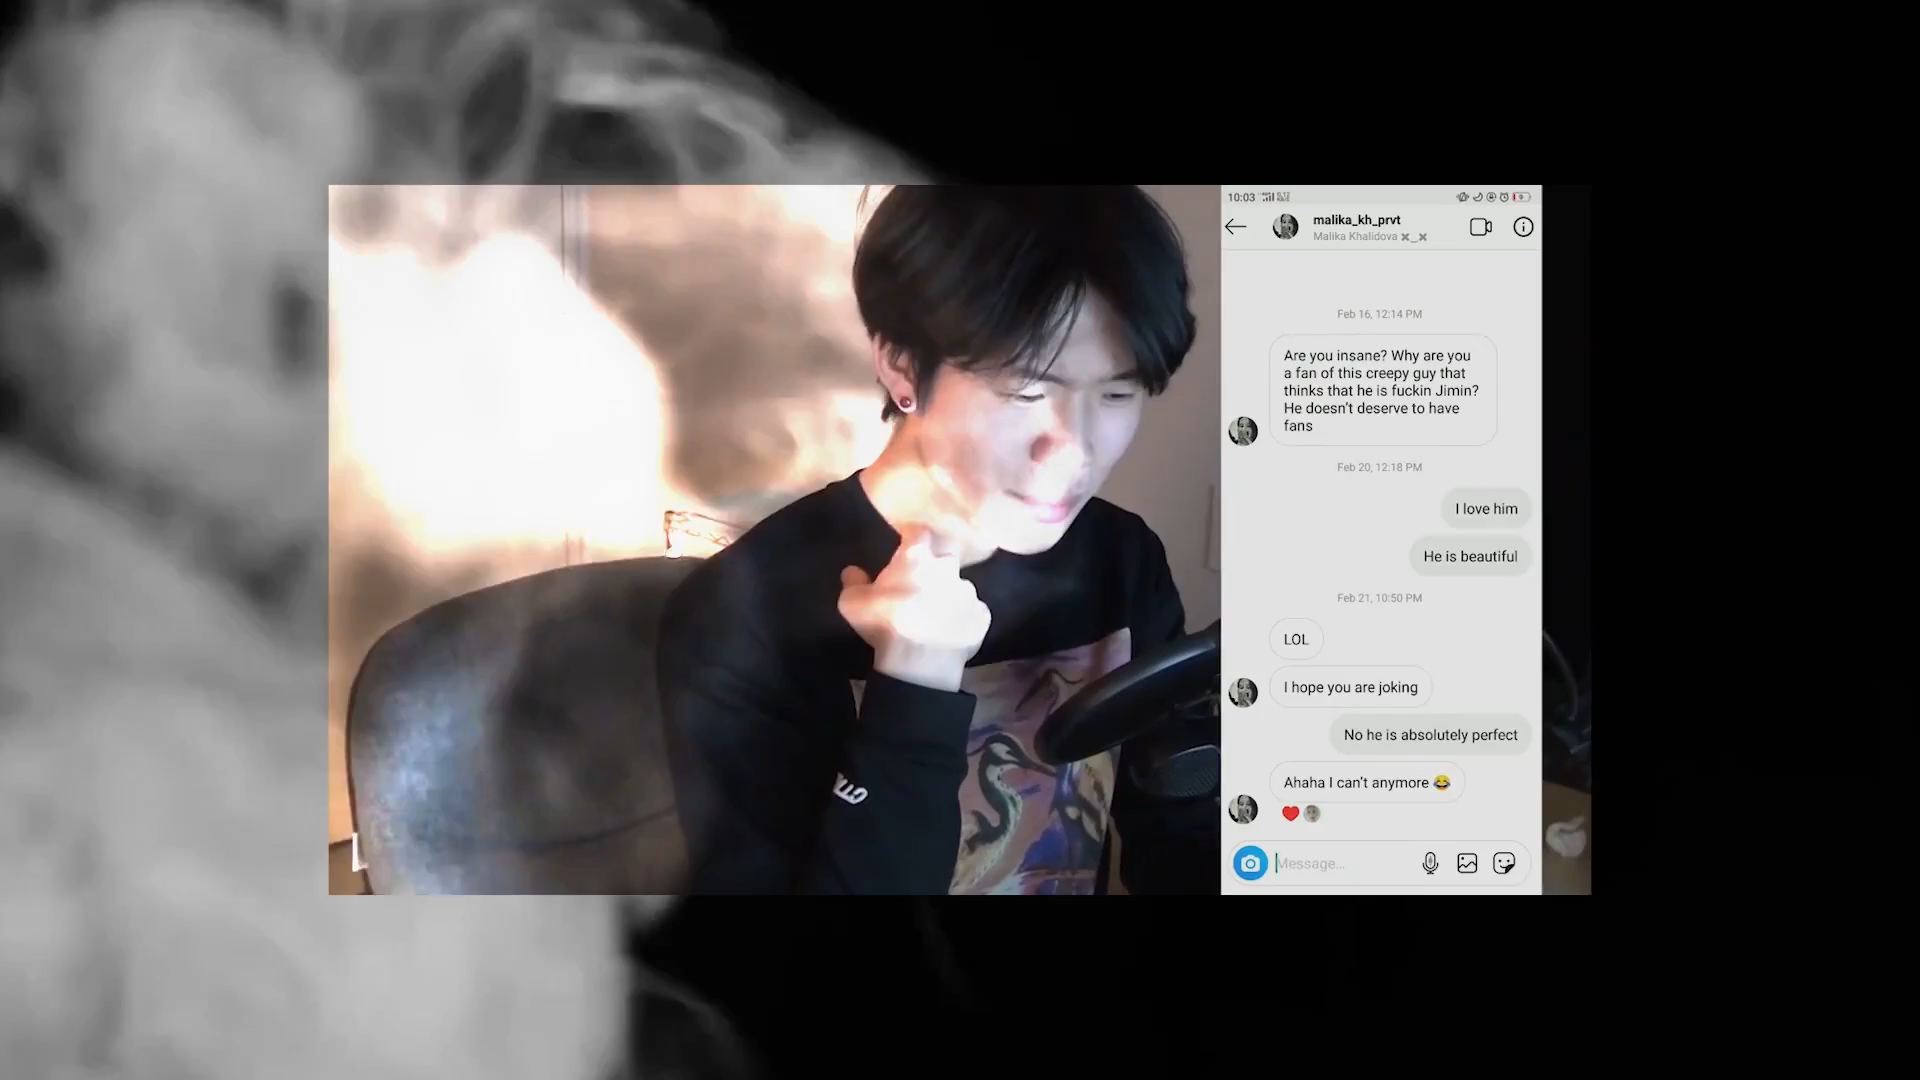 10:03
malika_kh_prvt
Malika Khalidova ✖_✖
Feb 16, 12:14 PM
Are you insane? Why are you
a fan of this creepy guy that
thinks that he is fuckin Jimin?
He doesn't deserve to have
fans
Feb 20, 12:18 PM
I love him
He is beautiful
Feb 21, 10:50 PM
LOL
I hope you are joking
No he is absolutely perfect
Ahaha I can't anymore 😂
Message...